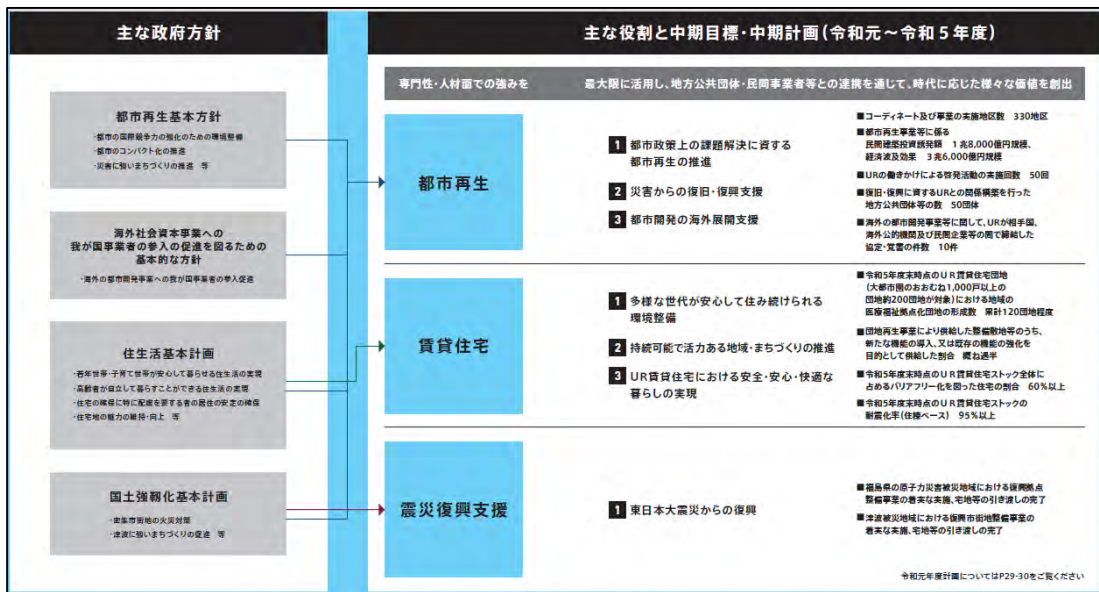 主な政府方針
都市再生基本方針
・都市の国際競争力の強化のための環境整備
・都市のコンパクト化の推進
・災害に強いまちづくりの推進 等
海外社会資本事業への
我が国事業者の参入の促進を図るための
基本的な方針
・海外の都市開発事業への我が国事業者の参入促進
住生活基本計画
・若年世帯・子育て世帯が安心して暮らせる住生活の実現
・高齢者が自立して暮らすことができる住生活の実現
・住宅の確保に特に配慮を要する者の居住の安定の確保
・住宅地の魅力の維持・向上 等
国土強靱化基本計画
・密集市街地の火災対策
・津波に強いまちづくりの促進 等
主な役割と中期目標・中期計画(令和元～令和5年度)
専門性・人材面での強みを 最大限に活用し、地方公共団体・民間事業者等との連携を通じて、時代に応じた様々な価値を創出
都市再生
1 都市政策上の課題解決に資する
都市再生の推進
2 災害からの復旧・復興支援
3 都市開発の海外展開支援
■コーディネート及び事業の実施地区数 330地区
■都市再生事業等に係る
民間建築投資誘発額 1兆8,000億円規模、
経済波及効果 3兆6,000億円規模
■URの働きかけによる啓発活動の実施回数 50回
■復旧・復興に資するURとの関係構築を行った
地方公共団体等の数 50団体
■海外の都市開発事業等に関して、URが相手国、
海外公的機関及び民間企業等の間で締結した
協定・覚書の件数 10件
賃貸住宅
1 多様な世代が安心して住み続けられる
環境整備
2 持続可能で活力ある地域・まちづくりの推進
3 UR賃貸住宅における安全・安心・快適な
暮らしの実現
■令和5年度末時点のUR賃貸住宅団地
(大都市圏のおおむね1,000戸以上の
団地約200団地が対象)における地域の
医療福祉拠点化団地の形成数 累計120団地程度
■団地再生事業により供給した整備敷地等のうち、
新たな機能の導入、又は既存の機能の強化を
目的として供給した割合 概ね過半
■令和5年度末時点のUR賃貸住宅ストック全体に
占めるバリアフリー化を図った住宅の割合 60%以上
■令和5年度末時点のUR賃貸住宅ストックの
耐震化率(住棟ベース) 95%以上
震災復興支援
1 東日本大震災からの復興
■福島県の原子力災害被災地域における復興拠点
整備事業の着実な実施、宅地等の引き渡しの完了
■津波被災地域における復興市街地整備事業の
着実な実施、宅地等の引き渡しの完了
令和元年度計画についてはP29-30をご覧ください